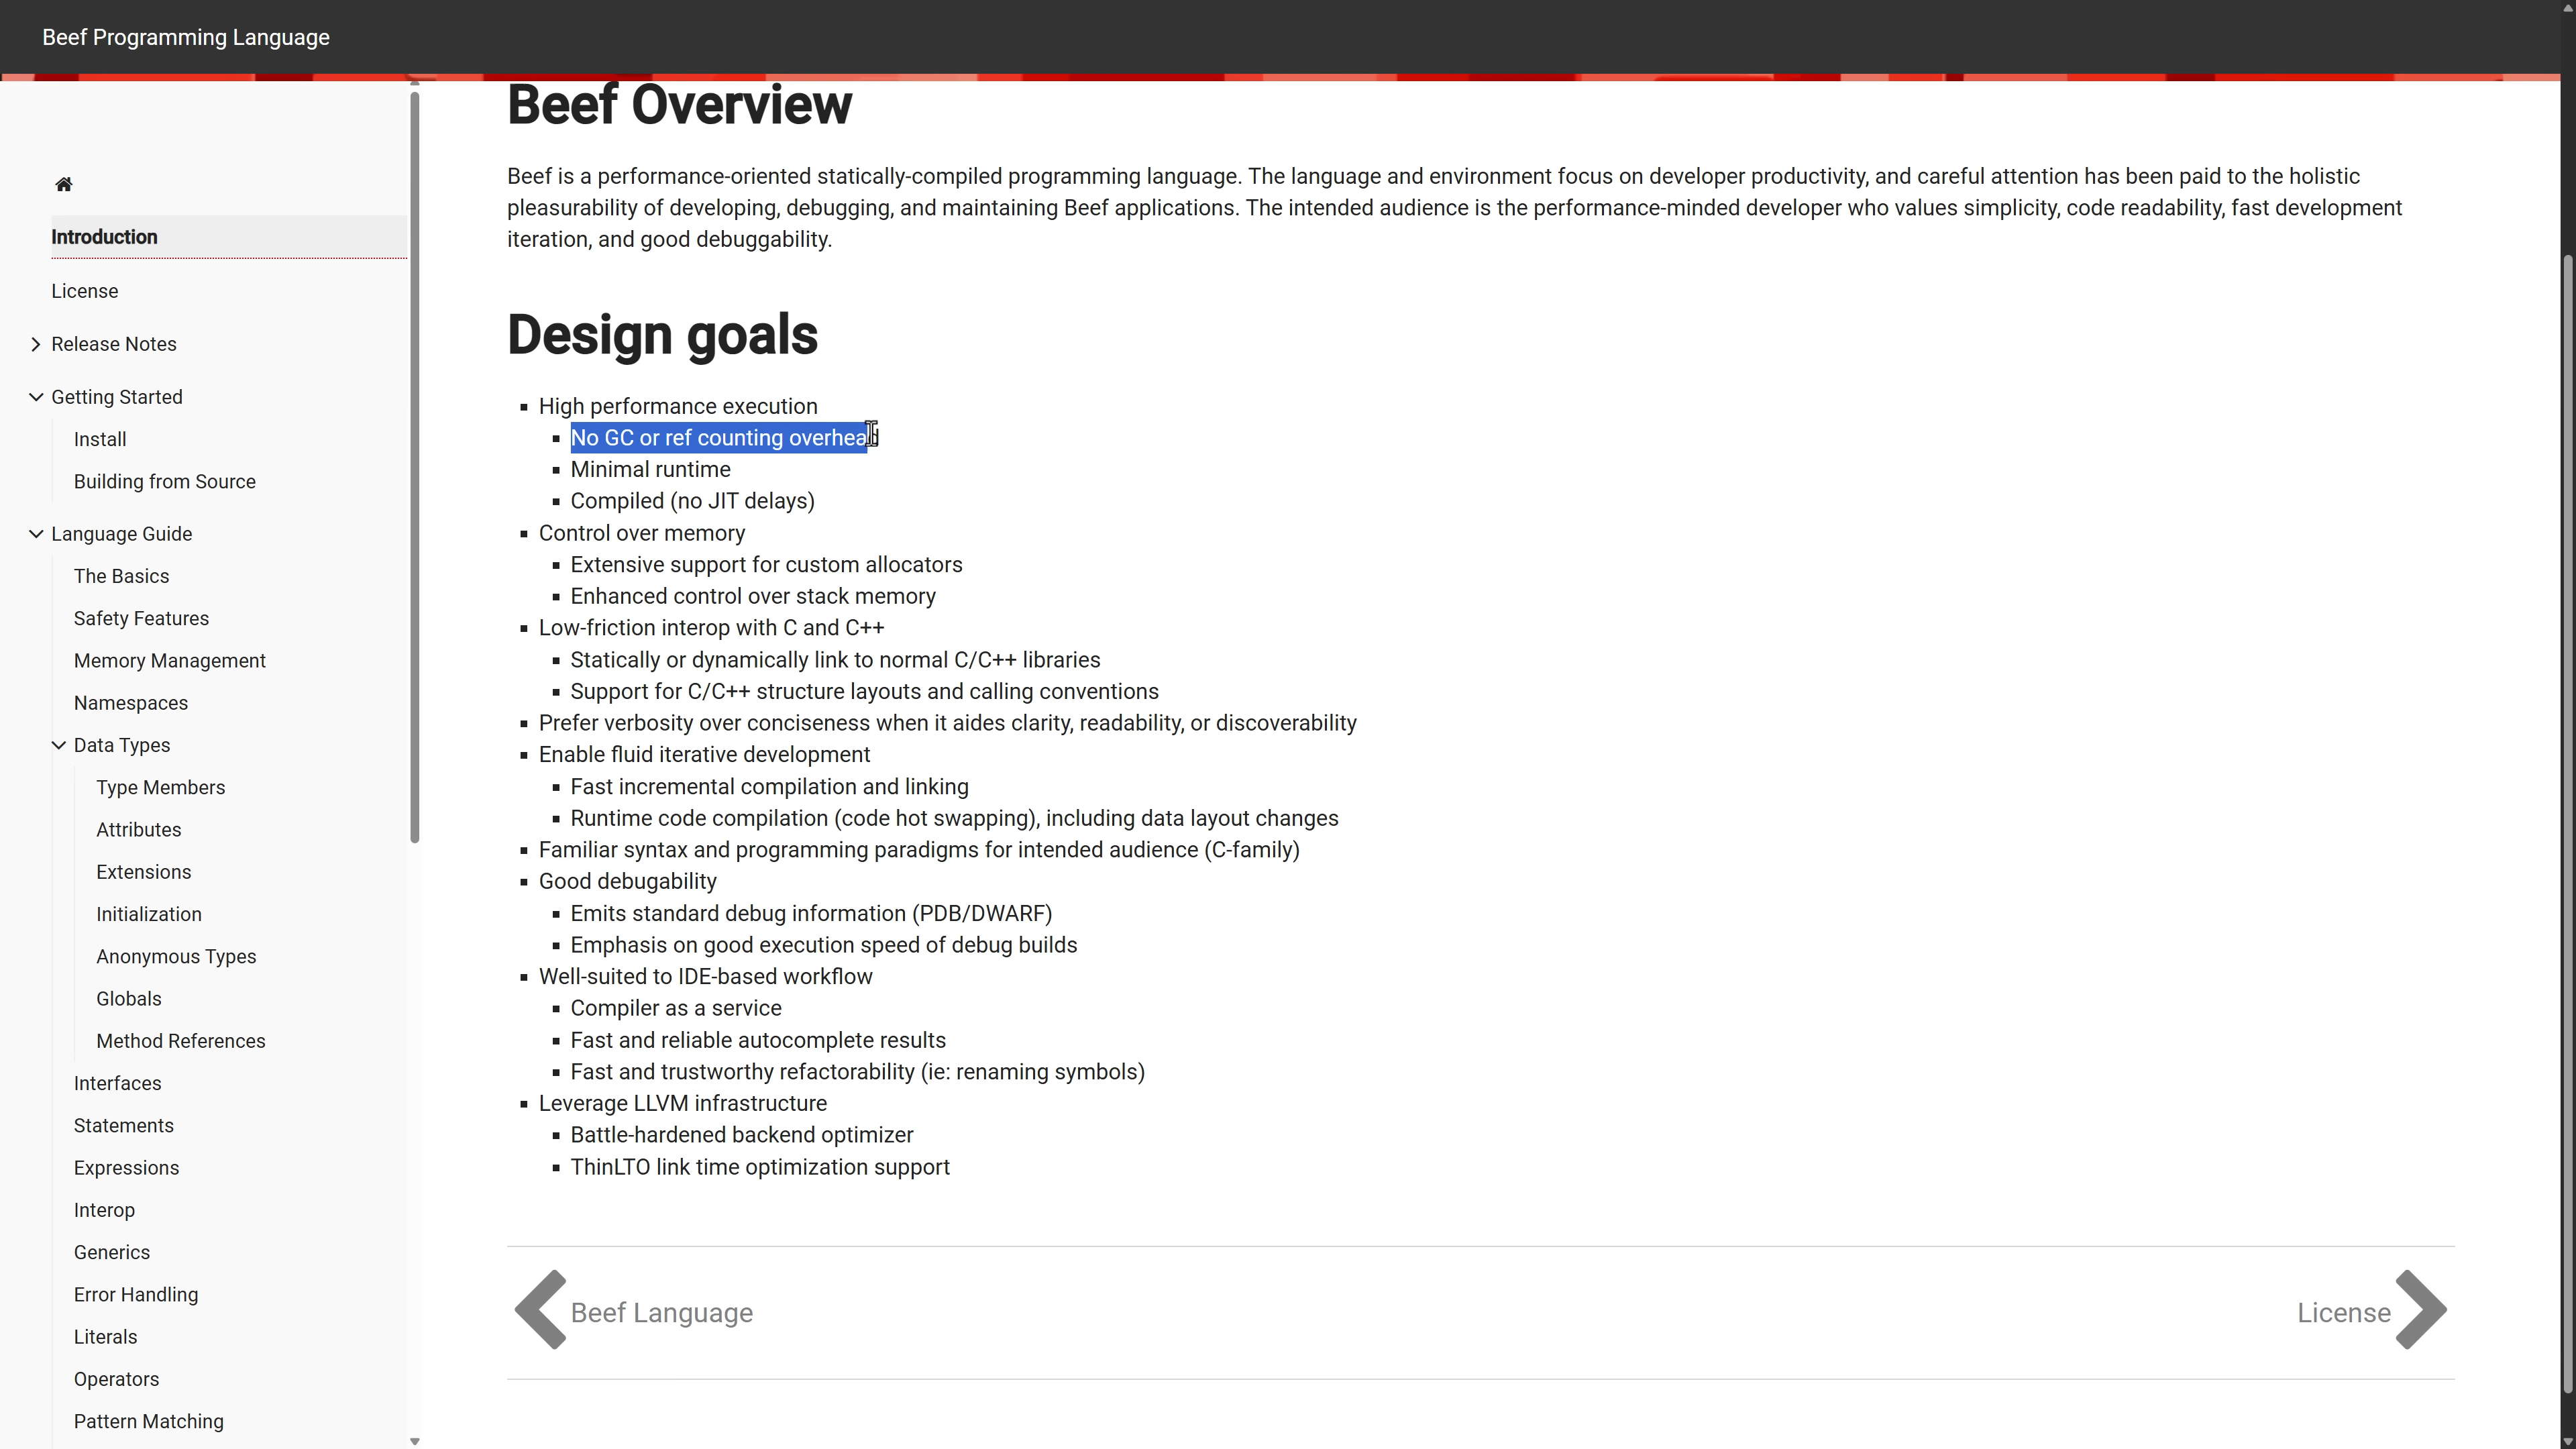 Beef Programming Language
Introduction
License
Release Notes
Getting Started
Install
Building from Source
Language Guide
The Basics
Safety Features
Memory Management
Namespaces
Data Types
Type Members
Attributes
Extensions
Initialization
Anonymous Types
Globals
Method References
Interfaces
Statements
Expressions
Interop
Generics
Error Handling
Literals
Operators
Pattern Matching
Beef Overview
Beef is a performance-oriented statically-compiled programming language. The language and environment focus on developer productivity, and careful attention has been paid to the holistic
pleasurability of developing, debugging, and maintaining Beef applications. The intended audience is the performance-minded developer who values simplicity, code readability, fast development
iteration, and good debuggability.
Design goals
High performance execution
No GC or ref counting overhead
Minimal runtime
Compiled (no JIT delays)
Control over memory
Extensive support for custom allocators
Enhanced control over stack memory
Low-friction interop with C and C++
Statically or dynamically link to normal C/C++ libraries
Support for C/C++ structure layouts and calling conventions
Prefer verbosity over conciseness when it aides clarity, readability, or discoverability
Enable fluid iterative development
Fast incremental compilation and linking
Runtime code compilation (code hot swapping), including data layout changes
Familiar syntax and programming paradigms for intended audience (C-family)
Good debugability
Emits standard debug information (PDB/DWARF)
Emphasis on good execution speed of debug builds
Well-suited to IDE-based workflow
Compiler as a service
Fast and reliable autocomplete results
Fast and trustworthy refactorability (ie: renaming symbols)
Leverage LLVM infrastructure
Battle-hardened backend optimizer
ThinLTO link time optimization support
Beef Language
License